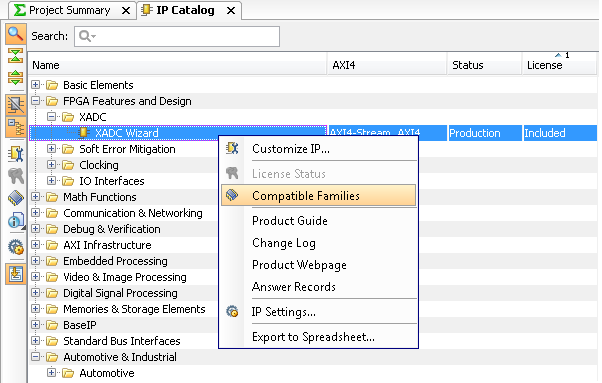 Project Summary IP Catalog
Search:
Name AXI4 Status License 1
Basic Elements
FPGA Features and Design
XADC
XADC Wizard AXI4-Stream, AXI4 Production Included
Soft Error Mitigation
Clocking
IO Interfaces
Math Functions
Communication & Networking
Debug & Verification
AXI Infrastructure
Embedded Processing
Video & Image Processing
Digital Signal Processing
Memories & Storage Elements
BaseIP
Standard Bus Interfaces
Automotive & Industrial
Automotive
Customize IP...
License Status
Compatible Families
Product Guide
Change Log
Product Webpage
Answer Records
IP Settings...
Export to Spreadsheet...